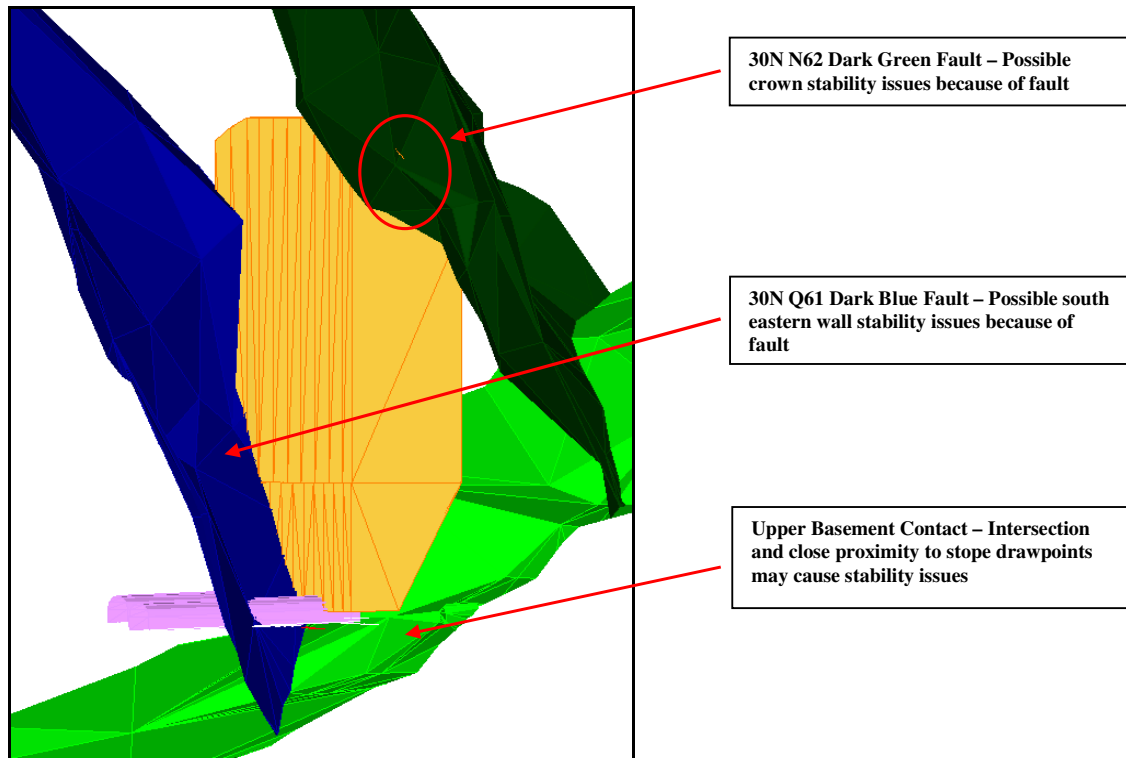 30N N62 Dark Green Fault – Possible
crown stability issues because of fault
30N Q61 Dark Blue Fault – Possible south
eastern wall stability issues because of
fault
Upper Basement Contact – Intersection
and close proximity to stope drawpoints
may cause stability issues